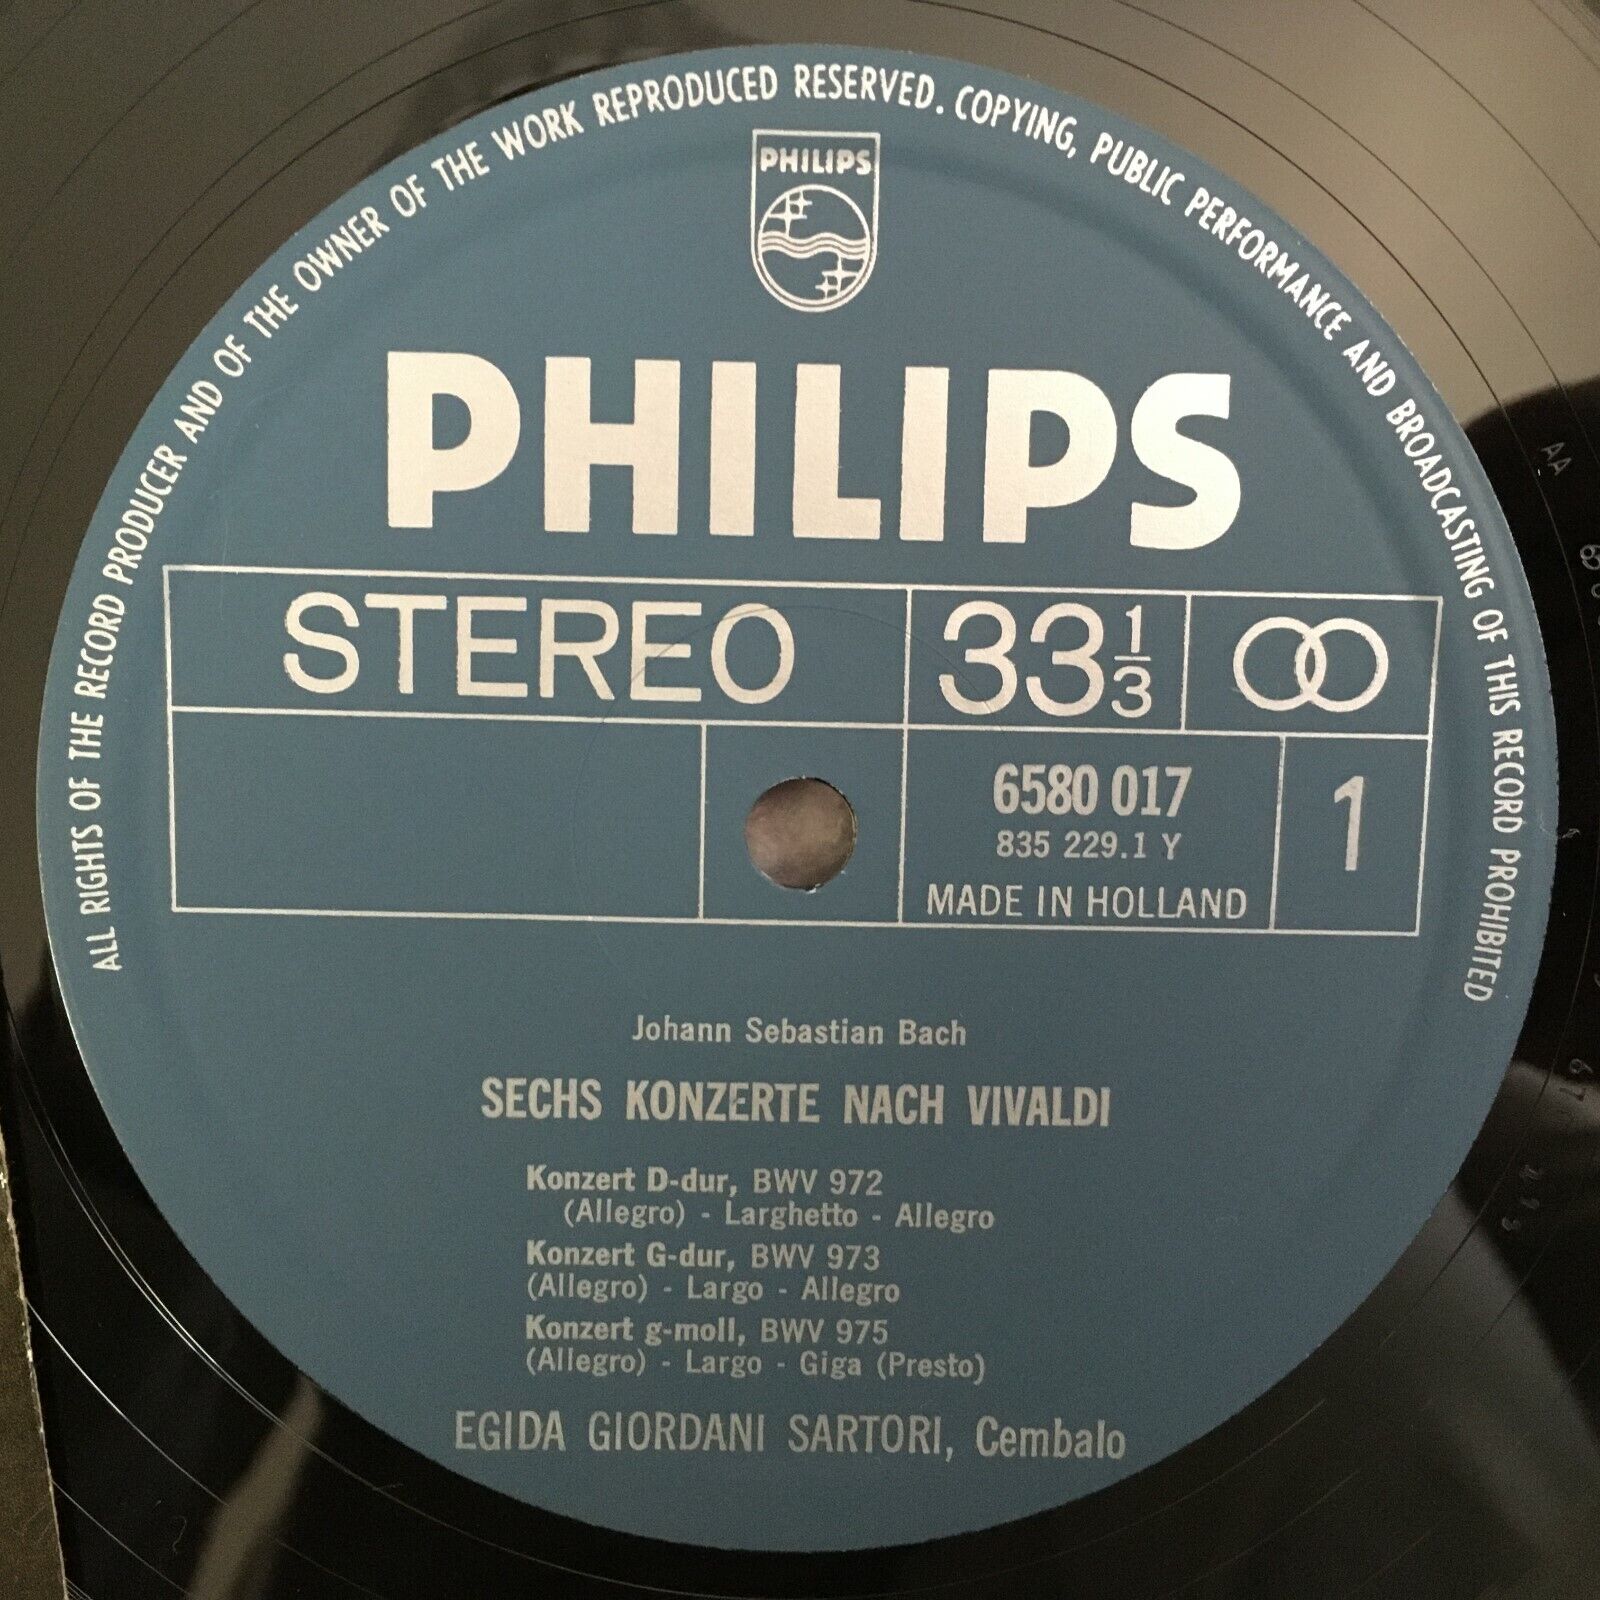 ALL RIGHTS OF THE RECORD PRODUCER AND OF THE OWNER OF THE WORK REPRODUCED RESERVED. COPYING, PUBLIC PERFORMANCE AND BROADCASTING OF THIS RECORD PROHIBITED
PHILIPS
PHILIPS
STEREO 33 1/3
6580 017 1
835 229.1 Y
MADE IN HOLLAND
Johann Sebastian Bach
SECHS KONZERTE NACH VIVALDI
Konzert D-dur, BWV 972
(Allegro) - Larghetto - Allegro
Konzert G-dur, BWV 973
(Allegro) - Largo - Allegro
Konzert g-moll, BWV 975
(Allegro) - Largo - Giga (Presto)
EGIDA GIORDANI SARTORI, Cembalo
AA